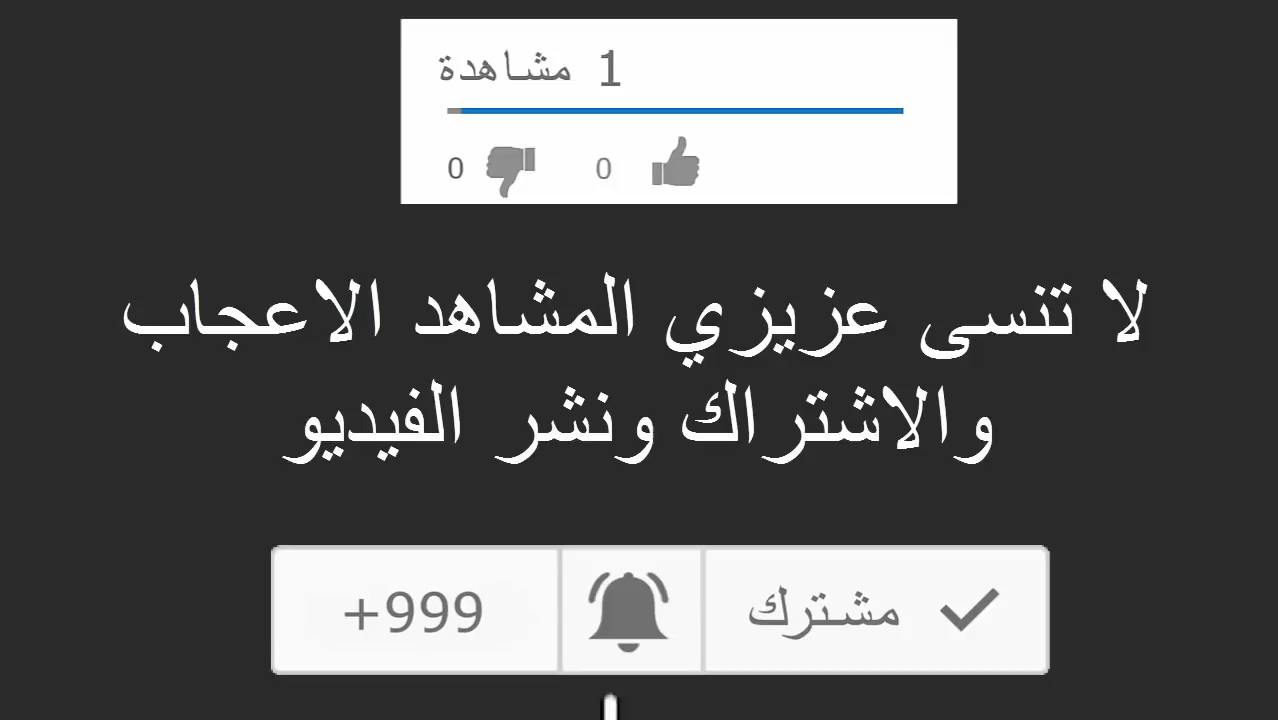 1 مشاهدة
0 0
لا تنسى عزيزي المشاهد الاعجاب
والاشتراك ونشر الفيديو
مشترك +999